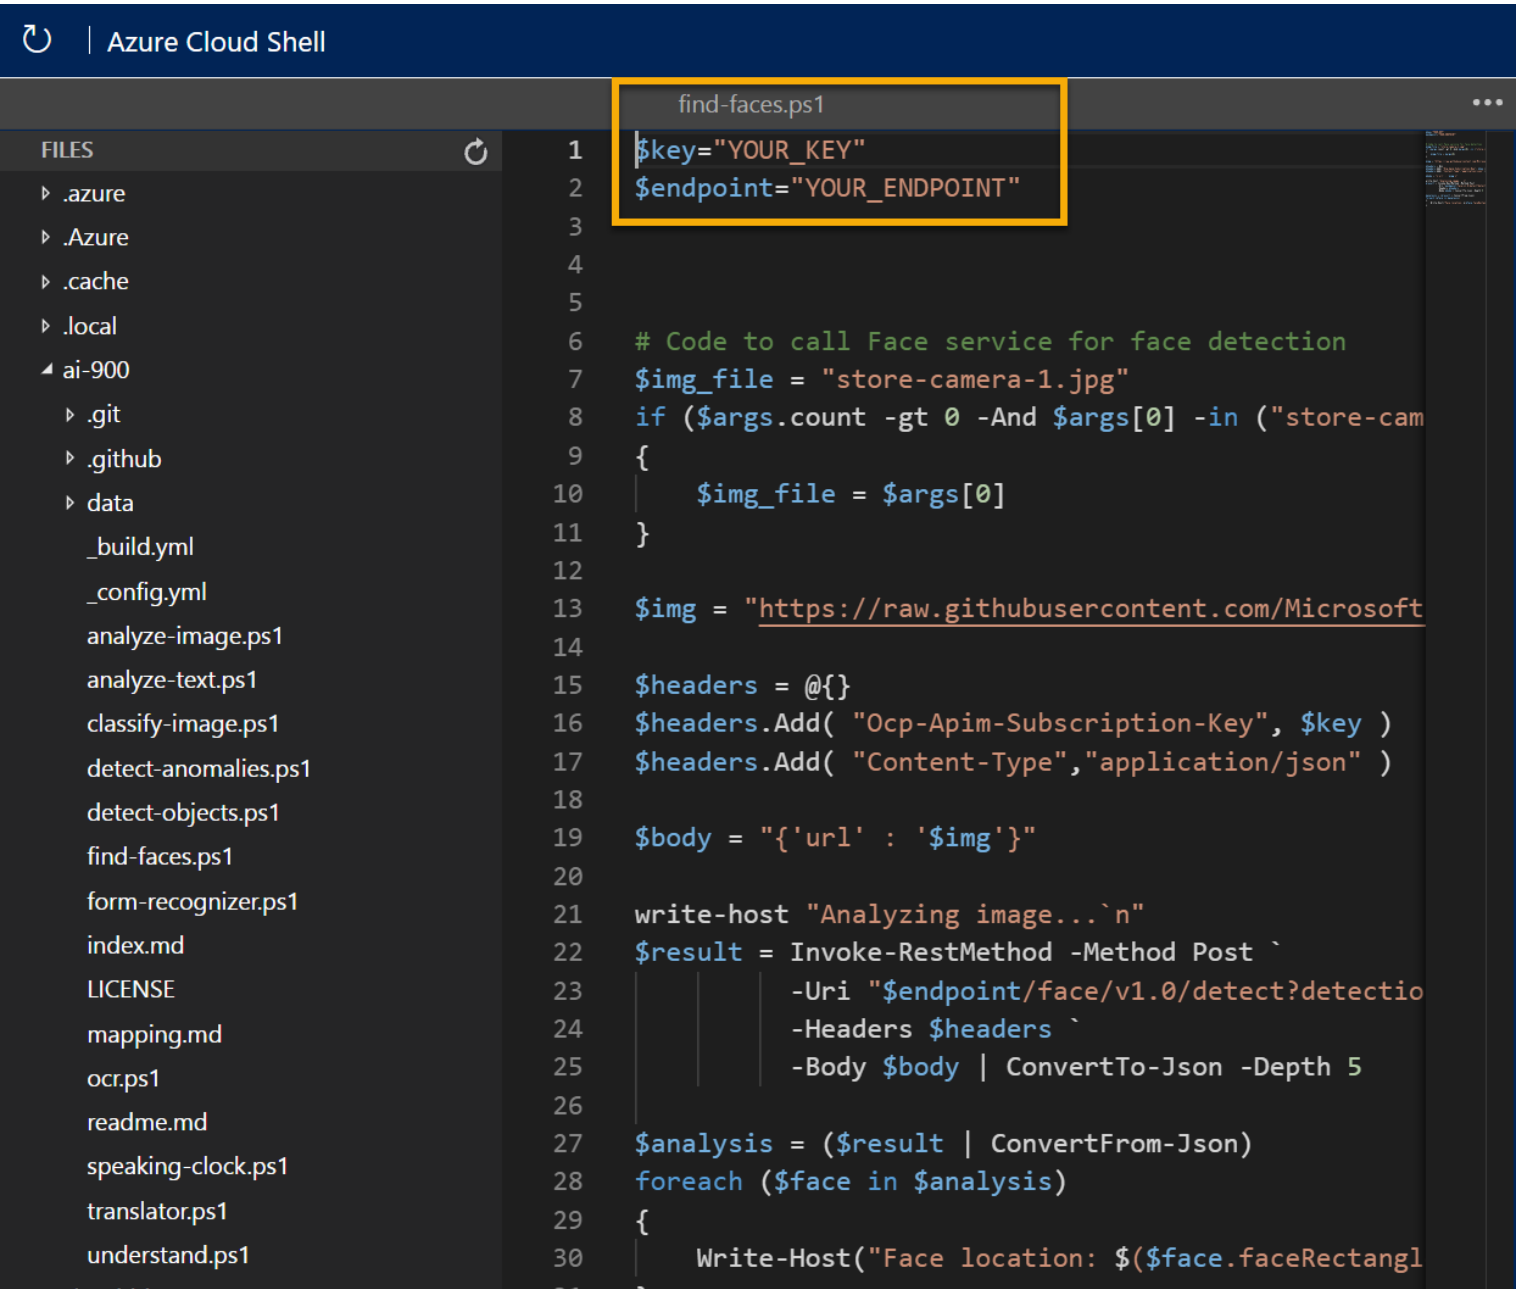 Azure Cloud Shell
find-faces.ps1
FILES
.azure
.Azure
.cache
.local
ai-900
.git
.github
data
_build.yml
_config.yml
analyze-image.ps1
analyze-text.ps1
classify-image.ps1
detect-anomalies.ps1
detect-objects.ps1
find-faces.ps1
form-recognizer.ps1
index.md
LICENSE
mapping.md
ocr.ps1
readme.md
speaking-clock.ps1
translator.ps1
understand.ps1
1 $key="YOUR_KEY"
2 $endpoint="YOUR_ENDPOINT"
3
4
5
6 # Code to call Face service for face detection
7 $img_file = "store-camera-1.jpg"
8 if ($args.count -gt 0 -And $args[0] -in ("store-cam
9 {
10 $img_file = $args[0]
11 }
12
13 $img = "https://raw.githubusercontent.com/Microsoft
14
15 $headers = @{}
16 $headers.Add( "Ocp-Apim-Subscription-Key", $key )
17 $headers.Add( "Content-Type","application/json" )
18
19 $body = "{'url' : '$img'}"
20
21 write-host "Analyzing image...`n"
22 $result = Invoke-RestMethod -Method Post `
23 -Uri "$endpoint/face/v1.0/detect?detectio
24 -Headers $headers `
25 -Body $body | ConvertTo-Json -Depth 5
26
27 $analysis = ($result | ConvertFrom-Json)
28 foreach ($face in $analysis)
29 {
30 Write-Host("Face location: $($face.faceRectangl